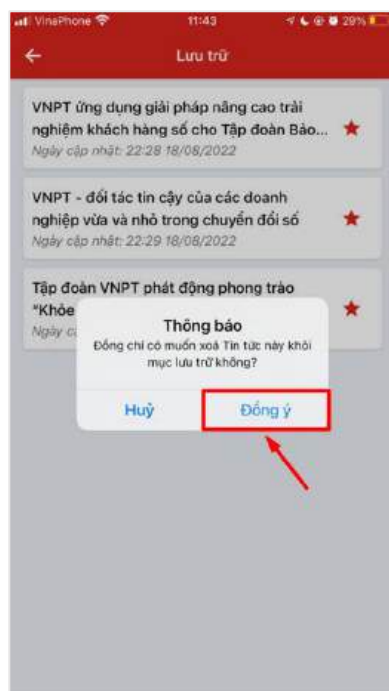 VinaPhone 11:43 29%
Lưu trữ
VNPT ứng dụng giải pháp nâng cao trải
nghiệm khách hàng số cho Tập đoàn Bảo...
Ngày cập nhật: 22:28 18/08/2022
VNPT - đối tác tin cậy của các doanh
nghiệp vừa và nhỏ trong chuyển đổi số
Ngày cập nhật: 22:29 18/08/2022
Tập đoàn VNPT phát động phong trào
"Khỏe
Ngày
Thông báo
Đồng chí có muốn xoá Tin tức này khỏi
mục lưu trữ không?
Huỷ Đồng ý